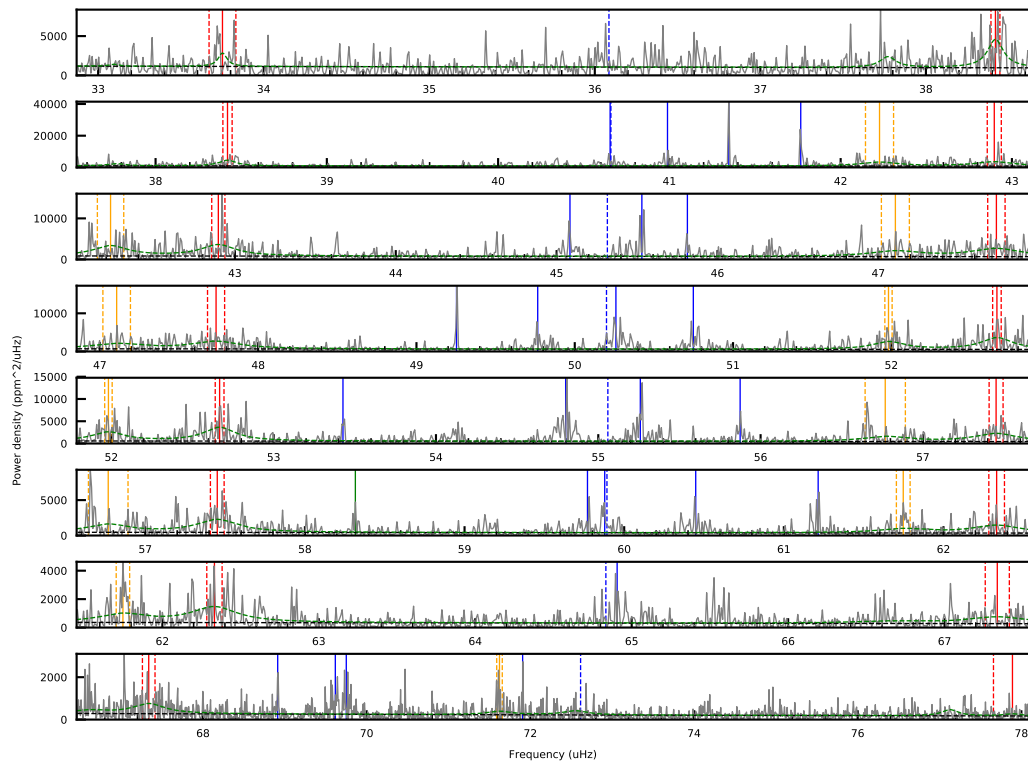 5000
0
33 34 35 36 37 38
40000
20000
0
38 39 40 41 42 43
10000
0
43 44 45 46 47
10000
0
47 48 49 50 51 52
15000
10000
5000
0
52 53 54 55 56 57
Power density (ppm^2/uHz)
5000
0
57 58 59 60 61 62
4000
2000
0
62 63 64 65 66 67
2000
0
68 70 72 74 76 78
Frequency (uHz)